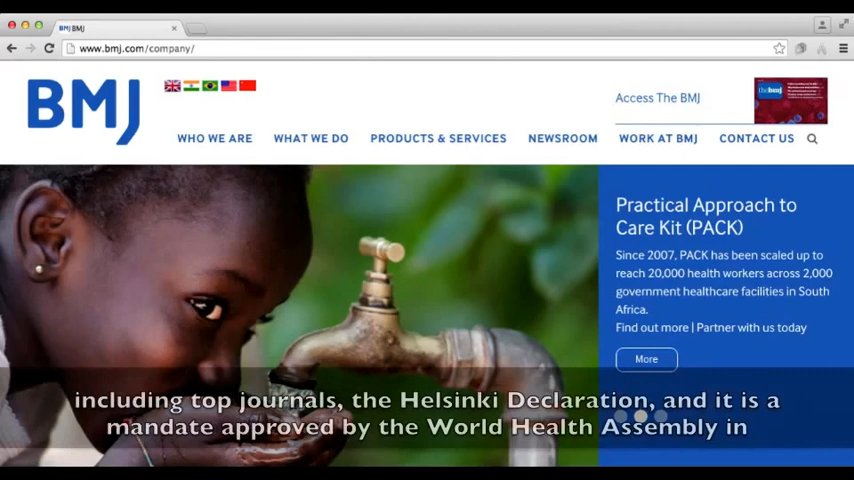 BMJ BMJ
www.bmj.com/company/
BMJ
Access The BMJ
thebmj
WHO WE ARE WHAT WE DO PRODUCTS & SERVICES NEWSROOM WORK AT BMJ CONTACT US
Practical Approach to
Care Kit (PACK)
Since 2007, PACK has been scaled up to
reach 20,000 health workers across 2,000
government healthcare facilities in South
Africa.
Find out more | Partner with us today
More
including top journals, the Helsinki Declaration, and it is a
mandate approved by the World Health Assembly in